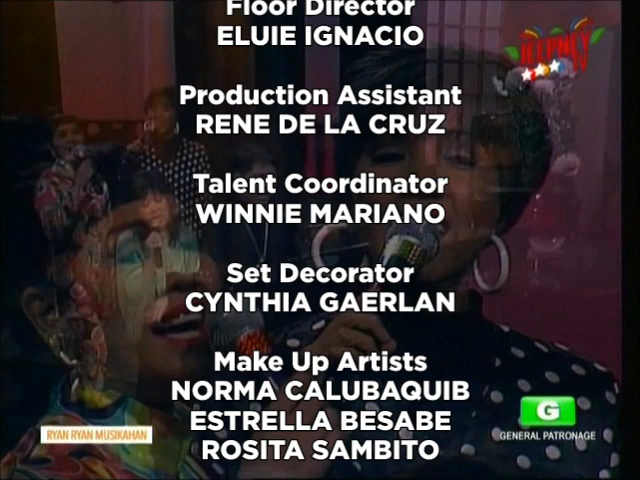 Floor Director
ELUIE IGNACIO
JEEPNEY
Production Assistant
RENE DE LA CRUZ
Talent Coordinator
WINNIE MARIANO
Set Decorator
CYNTHIA GAERLAN
Make Up Artists
NORMA CALUBAQUIB
ESTRELLA BESABE
ROSITA SAMBITO
RYAN RYAN MUSIKAHAN
G
GENERAL PATRONAGE